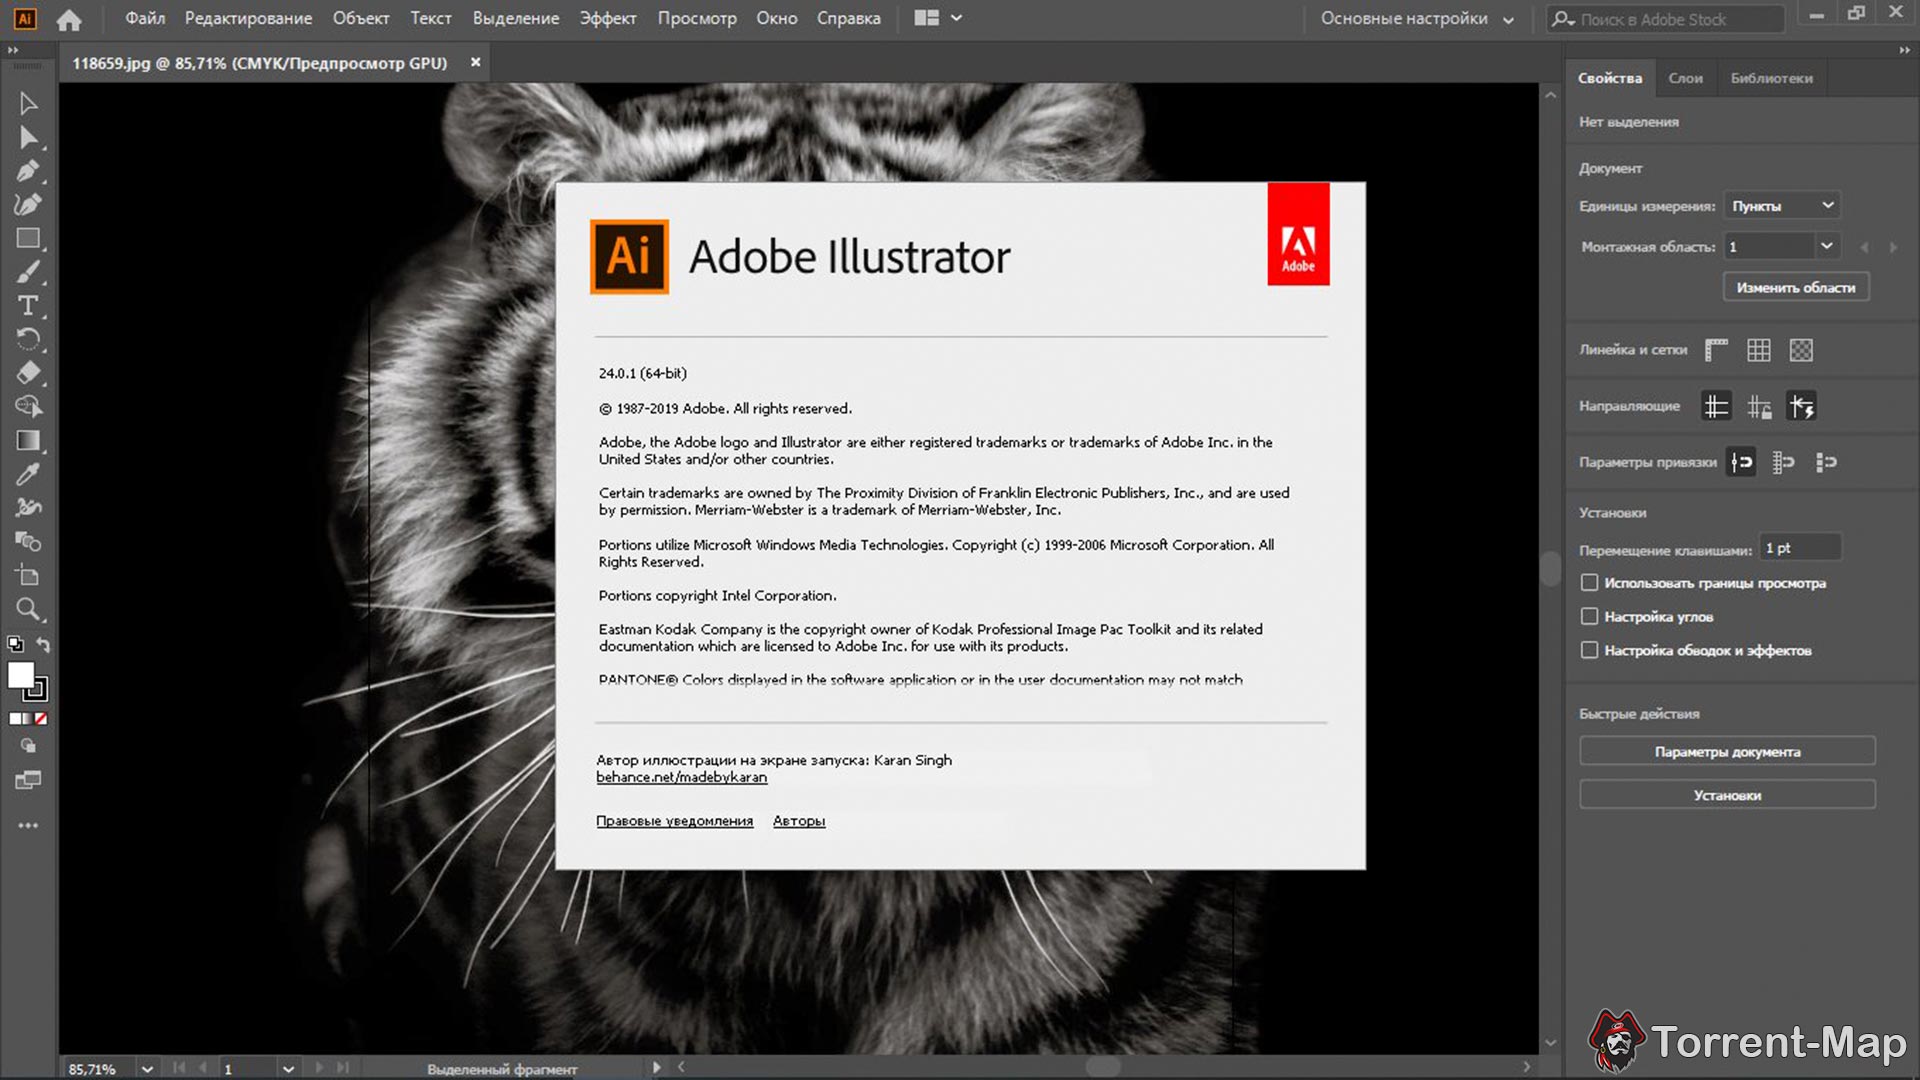 Ai
Файл Редактирование Объект Текст Выделение Эффект Просмотр Окно Справка
Основные настройки
Поиск в Adobe Stock
118659.jpg @ 85,71% (CMYK/Предпросмотр GPU)
Свойства Слои Библиотеки
Нет выделения
Документ
Единицы измерения: Пункты
Монтажная область: 1
Изменить области
Линейка и сетки
Направляющие
Параметры привязки
Установки
Перемещение клавишами: 1 pt
Использовать границы просмотра
Настройка углов
Настройка обводок и эффектов
Быстрые действия
Параметры документа
Установки
Ai Adobe Illustrator
Adobe
24.0.1 (64-bit)
© 1987-2019 Adobe. All rights reserved.
Adobe, the Adobe logo and Illustrator are either registered trademarks or trademarks of Adobe Inc. in the
United States and/or other countries.
Certain trademarks are owned by The Proximity Division of Franklin Electronic Publishers, Inc., and are used
by permission. Merriam-Webster is a trademark of Merriam-Webster, Inc.
Portions utilize Microsoft Windows Media Technologies. Copyright (c) 1999-2006 Microsoft Corporation. All
Rights Reserved.
Portions copyright Intel Corporation.
Eastman Kodak Company is the copyright owner of Kodak Professional Image Pac Toolkit and its related
documentation which are licensed to Adobe Inc. for use with its products.
PANTONE® Colors displayed in the software application or in the user documentation may not match
Автор иллюстрации на экране запуска: Karan Singh
behance.net/madebykaran
Правовые уведомления Авторы
85,71% 1 Выделенный фрагмент
Torrent-Map